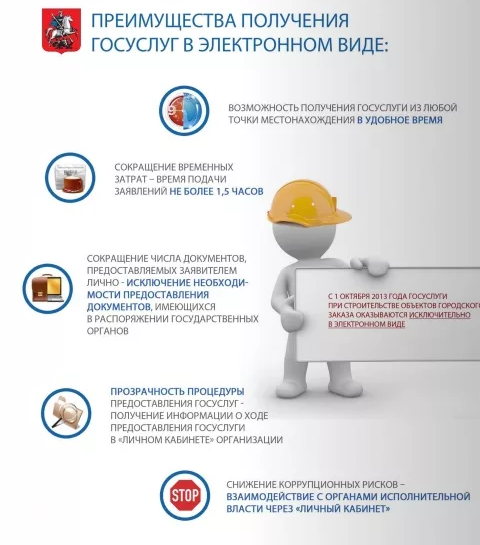 ПРЕИМУЩЕСТВА ПОЛУЧЕНИЯ
ГОСУСЛУГ В ЭЛЕКТРОННОМ ВИДЕ:
ВОЗМОЖНОСТЬ ПОЛУЧЕНИЯ ГОСУСЛУГИ ИЗ ЛЮБОЙ
ТОЧКИ МЕСТОНАХОЖДЕНИЯ В УДОБНОЕ ВРЕМЯ
СОКРАЩЕНИЕ ВРЕМЕННЫХ
ЗАТРАТ – ВРЕМЯ ПОДАЧИ
ЗАЯВЛЕНИЙ НЕ БОЛЕЕ 1,5 ЧАСОВ
СОКРАЩЕНИЕ ЧИСЛА ДОКУМЕНТОВ,
ПРЕДОСТАВЛЯЕМЫХ ЗАЯВИТЕЛЕМ
ЛИЧНО - ИСКЛЮЧЕНИЕ НЕОБХОДИ-
МОСТИ ПРЕДОСТАВЛЕНИЯ
ДОКУМЕНТОВ, ИМЕЮЩИХСЯ
В РАСПОРЯЖЕНИИ ГОСУДАРСТВЕННЫХ
ОРГАНОВ
С 1 ОКТЯБРЯ 2013 ГОДА ГОСУСЛУГИ
ПРИ СТРОИТЕЛЬСТВЕ ОБЪЕКТОВ ГОРОДСКОГО
ЗАКАЗА ОКАЗЫВАЮТСЯ ИСКЛЮЧИТЕЛЬНО
В ЭЛЕКТРОННОМ ВИДЕ
ПРОЗРАЧНОСТЬ ПРОЦЕДУРЫ
ПРЕДОСТАВЛЕНИЯ ГОСУСЛУГ -
ПОЛУЧЕНИЕ ИНФОРМАЦИИ О ХОДЕ
ПРЕДОСТАВЛЕНИЯ ГОСУСЛУГИ
В «ЛИЧНОМ КАБИНЕТЕ» ОРГАНИЗАЦИИ
STOP
СНИЖЕНИЕ КОРРУПЦИОННЫХ РИСКОВ –
ВЗАИМОДЕЙСТВИЕ С ОРГАНАМИ ИСПОЛНИТЕЛЬНОЙ
ВЛАСТИ ЧЕРЕЗ «ЛИЧНЫЙ КАБИНЕТ»